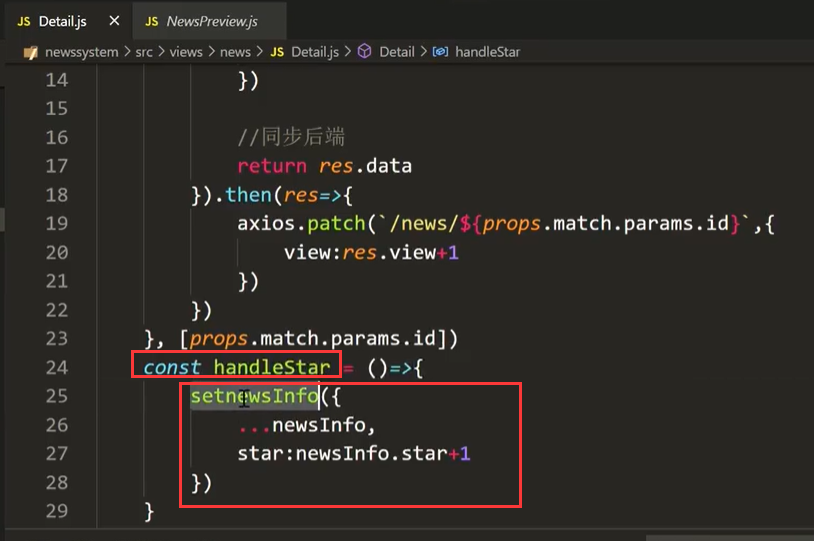 JS Detail.js × JS NewsPreview.js
newssystem > src > views > news > JS Detail.js > Detail > handleStar
14 })
15
16 //同步后端
17 return res.data
18 }).then(res=>{
19 axios.patch(`/news/${props.match.params.id}`,{
20 view:res.view+1
21 })
22 })
23 }, [props.match.params.id])
24 const handleStar = ()=>{
25 setnewsInfo({
26 ...newsInfo,
27 star:newsInfo.star+1
28 })
29 }